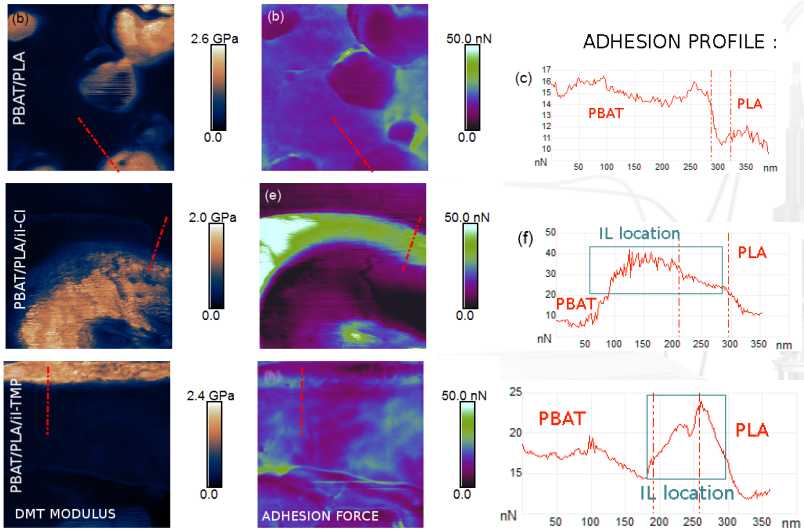 (b)
2.6 GPa
0.0
PBAT/PLA
(b)
50.0 nN
0.0
ADHESION PROFILE :
(c)
17
16
15
14
13
12
11
10
nN
PBAT
PLA
50 100 150 200 250 300 350 nm
PBAT/PLA/il-Cl
2.0 GPa
0.0
(e)
50.0 nN
0.0
(f)
50
40
30
20
10
nN
IL location
PBAT
PLA
50 100 150 200 250 300 350 nm
PBAT/PLA/il-TMP
DMT MODULUS
2.4 GPa
0.0
ADHESION FORCE
50.0 nN
0.0
25
20
15
nN
PBAT
PLA
IL location
50 100 150 200 250 300 350 nm